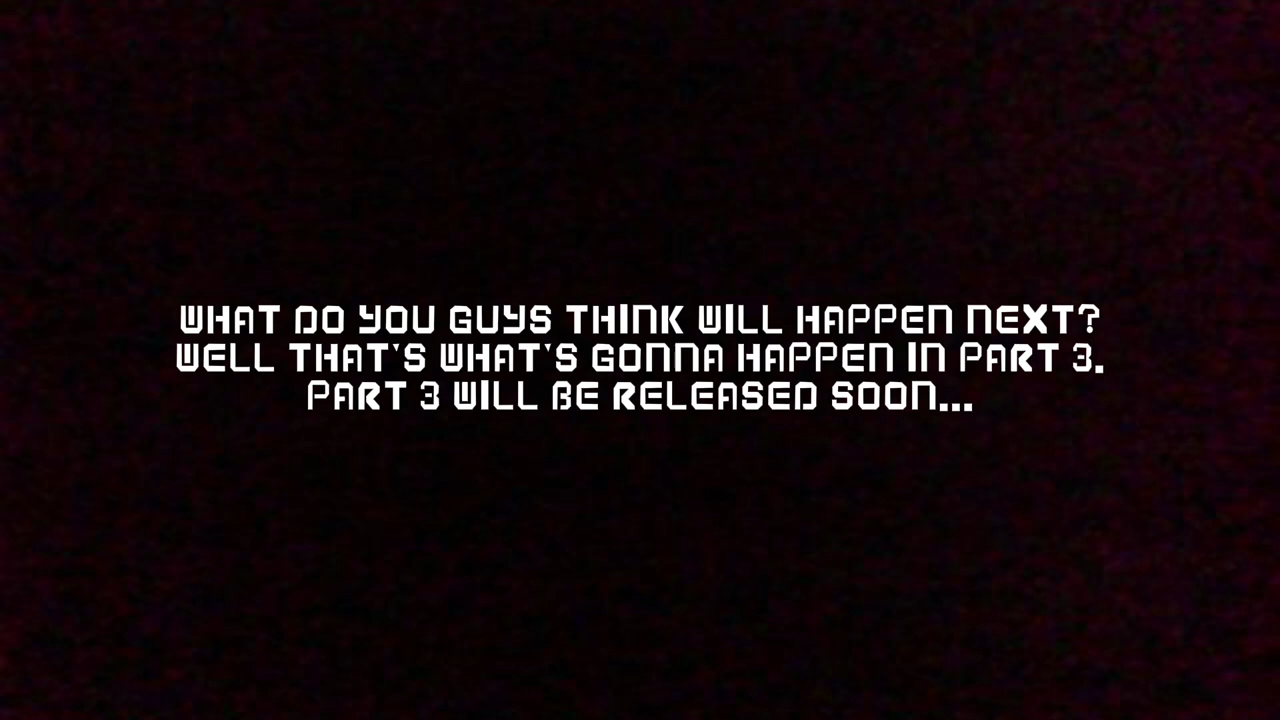 WHAT DO YOU GUYS THINK WILL HAPPEN NEXT?
WELL THAT'S WHAT'S GONNA HAPPEN IN PART 3.
PART 3 WILL BE RELEASED SOON...